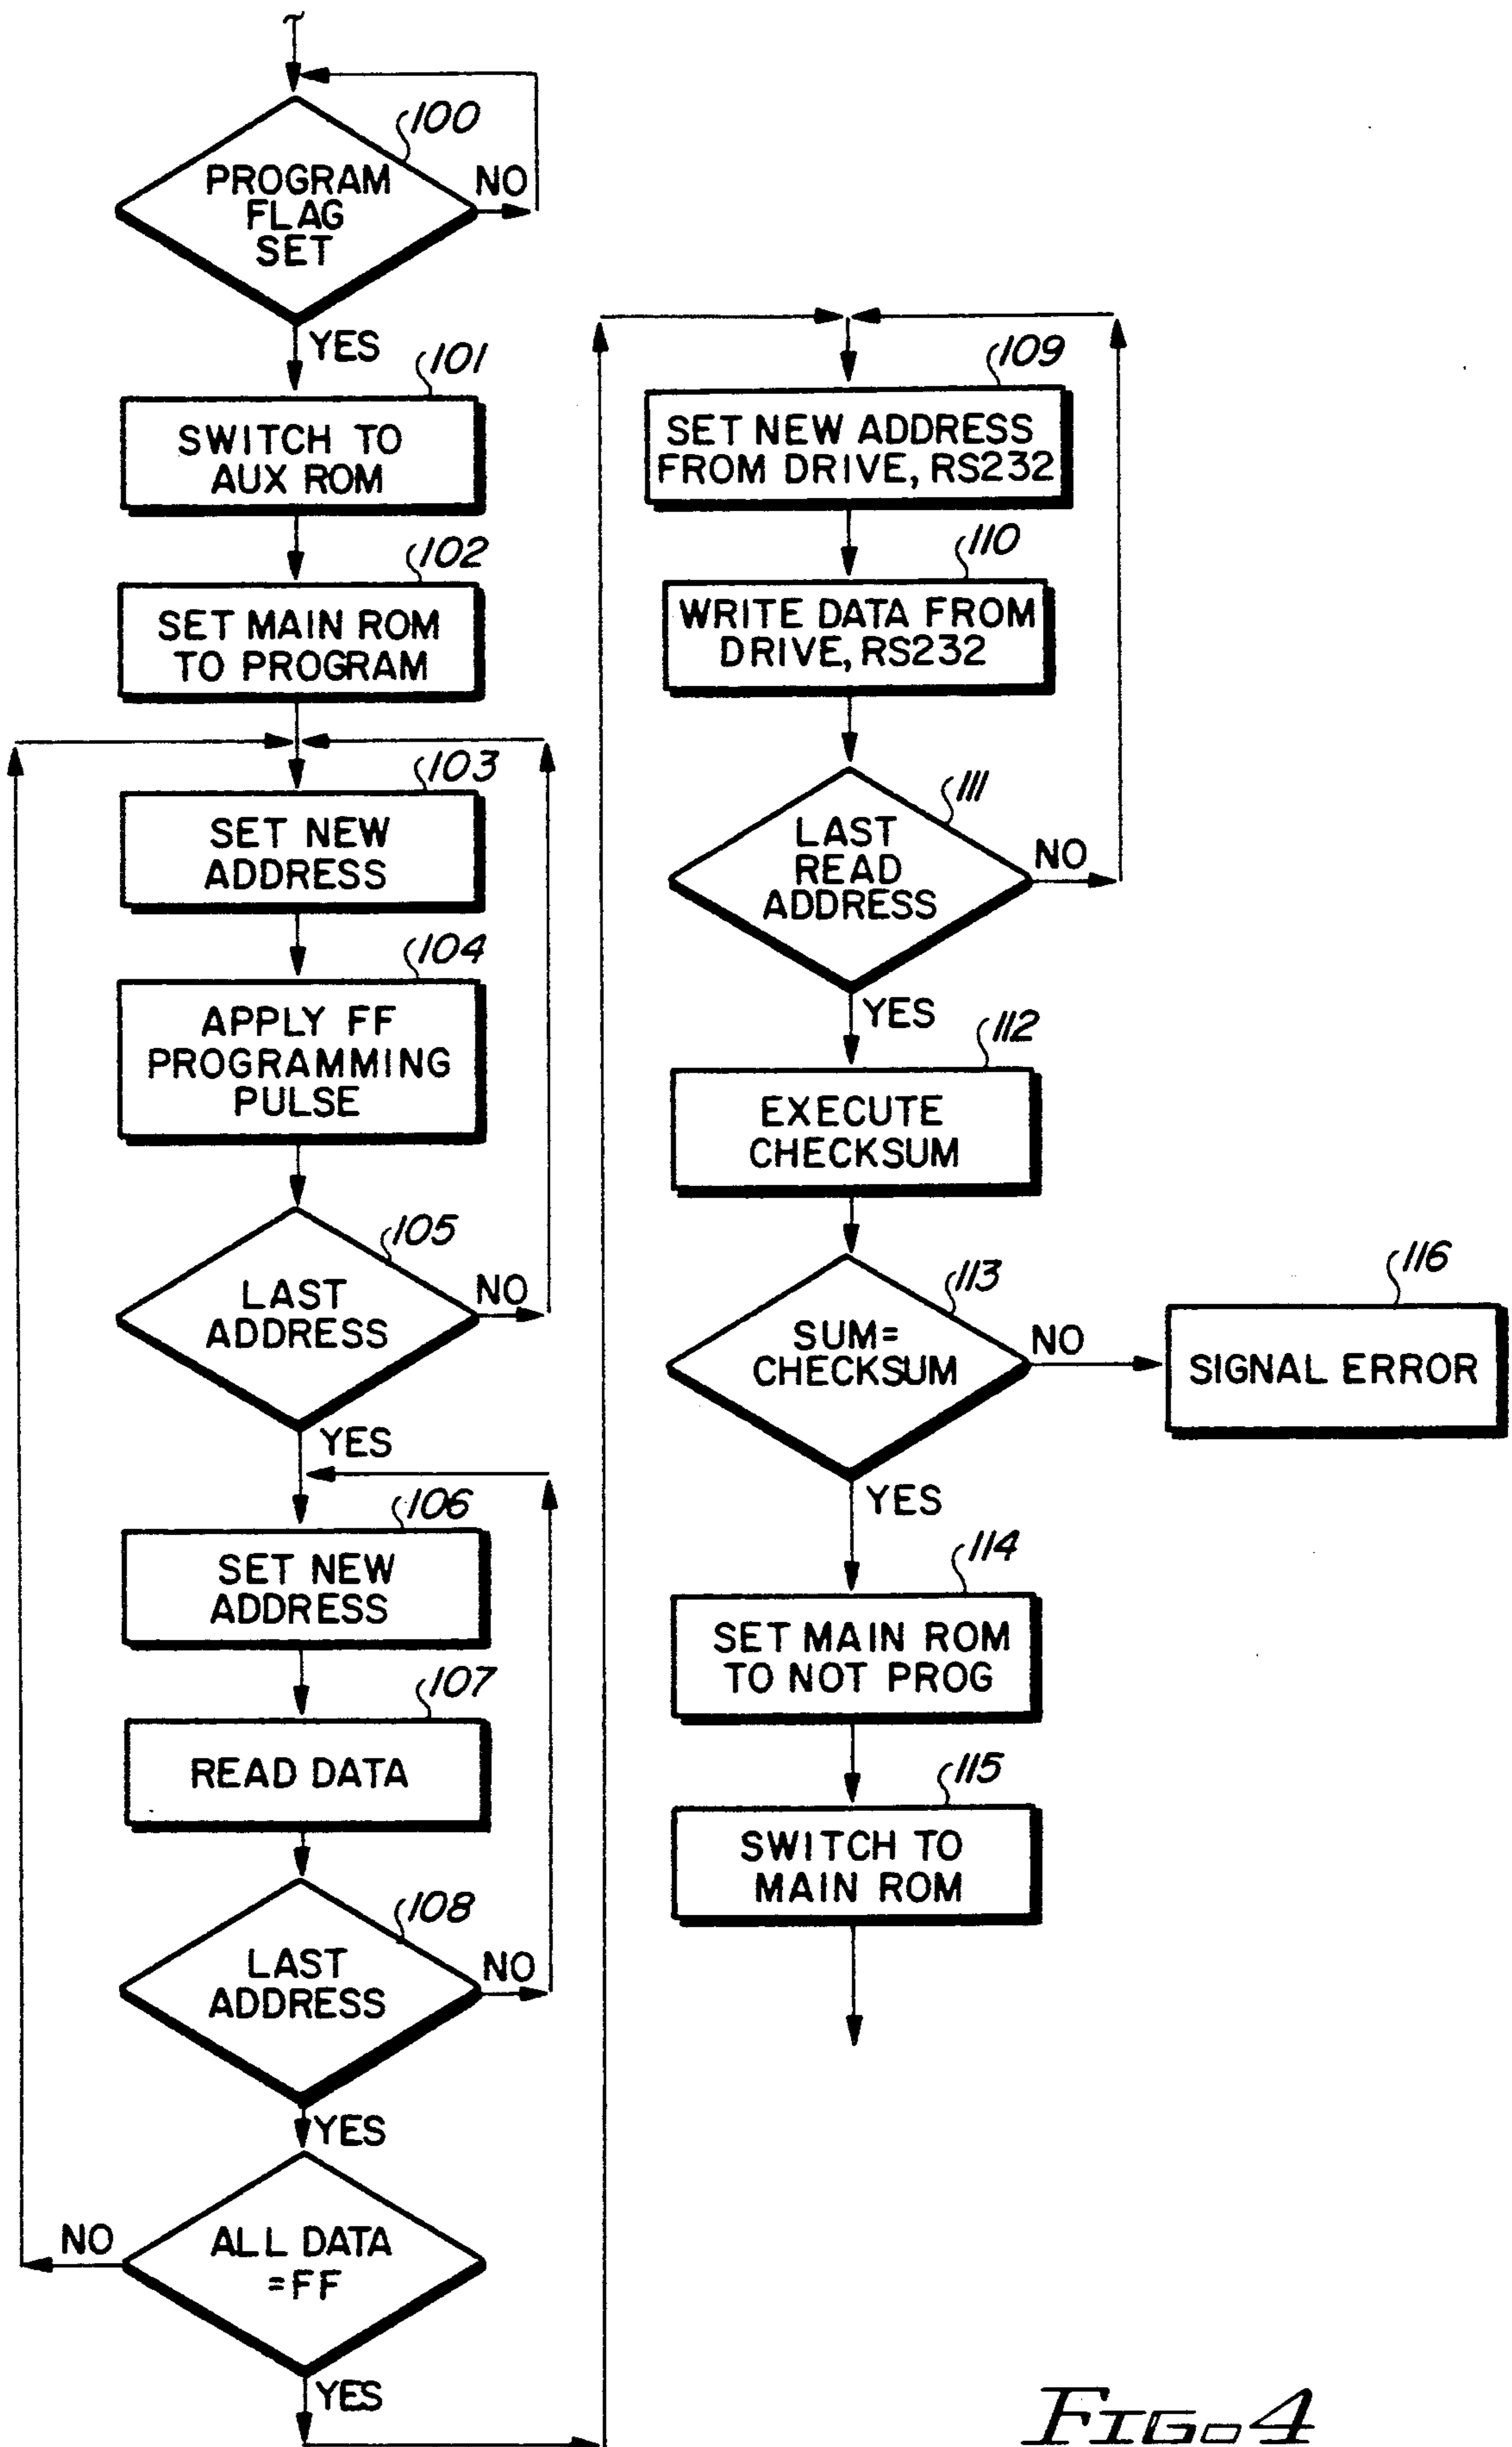 100
PROGRAM
FLAG
SET
NO
YES
101
SWITCH TO
AUX ROM
102
SET MAIN ROM
TO PROGRAM
103
SET NEW
ADDRESS
104
APPLY FF
PROGRAMMING
PULSE
105
LAST
ADDRESS
NO
YES
106
SET NEW
ADDRESS
107
READ DATA
108
LAST
ADDRESS
NO
YES
ALL DATA
=FF
NO
YES
109
SET NEW ADDRESS
FROM DRIVE, RS232
110
WRITE DATA FROM
DRIVE, RS232
111
LAST
READ
ADDRESS
NO
YES
112
EXECUTE
CHECKSUM
113
SUM=
CHECKSUM
NO
116
SIGNAL ERROR
YES
114
SET MAIN ROM
TO NOT PROG
115
SWITCH TO
MAIN ROM
FIG. 4